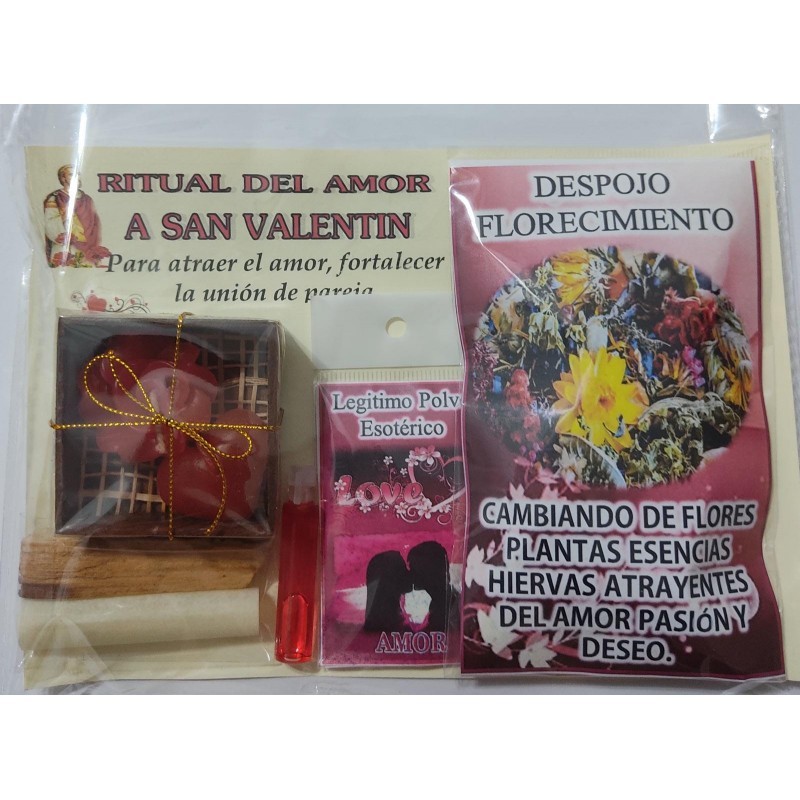 RITUAL DEL AMOR
A SAN VALENTIN
Para atraer el amor, fortalecer
la unión de pareja
Legitimo Polv
Esotérico
Love
AMOR
DESPOJO
FLORECIMIENTO
CAMBIANDO DE FLORES
PLANTAS ESENCIAS
HIERVAS ATRAYENTES
DEL AMOR PASIÓN Y
DESEO.